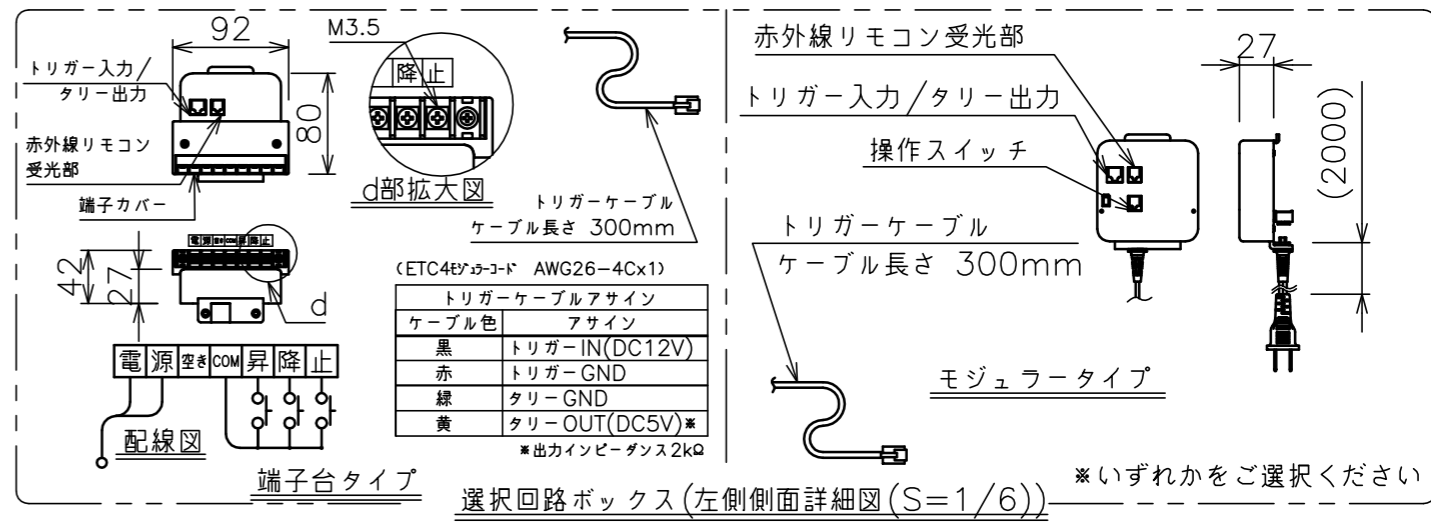 92
M3.5
トリガー入力/
タリー出力
80
降止
赤外線リモコン
受光部
端子カバー
d部拡大図
トリガーケーブル
ケーブル長さ 300mm
電源空きCOM昇降止
42
27
d
(ETC4モジュラーコード AWG26-4Cx1)
トリガーケーブルアサイン
ケーブル色 アサイン
黒 トリガーIN(DC12V)
赤 トリガーGND
緑 タリーGND
黄 タリーOUT(DC5V)※
※出力インピーダンス2kΩ
電 源 空き COM 昇 降 止
配線図
端子台タイプ
赤外線リモコン受光部
27
トリガー入力/タリー出力
操作スイッチ
(2000)
トリガーケーブル
ケーブル長さ 300mm
モジュラータイプ
※いずれかをご選択ください
選択回路ボックス(左側側面詳細図(S=1/6))